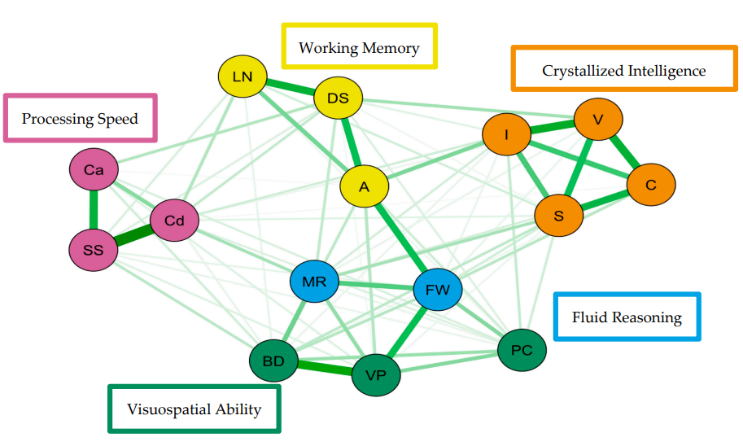 Working Memory
Crystallized Intelligence
Processing Speed
LN
DS
I
V
Ca
A
C
Cd
S
SS
MR
FW
Fluid Reasoning
BD
VP
PC
Visuospatial Ability